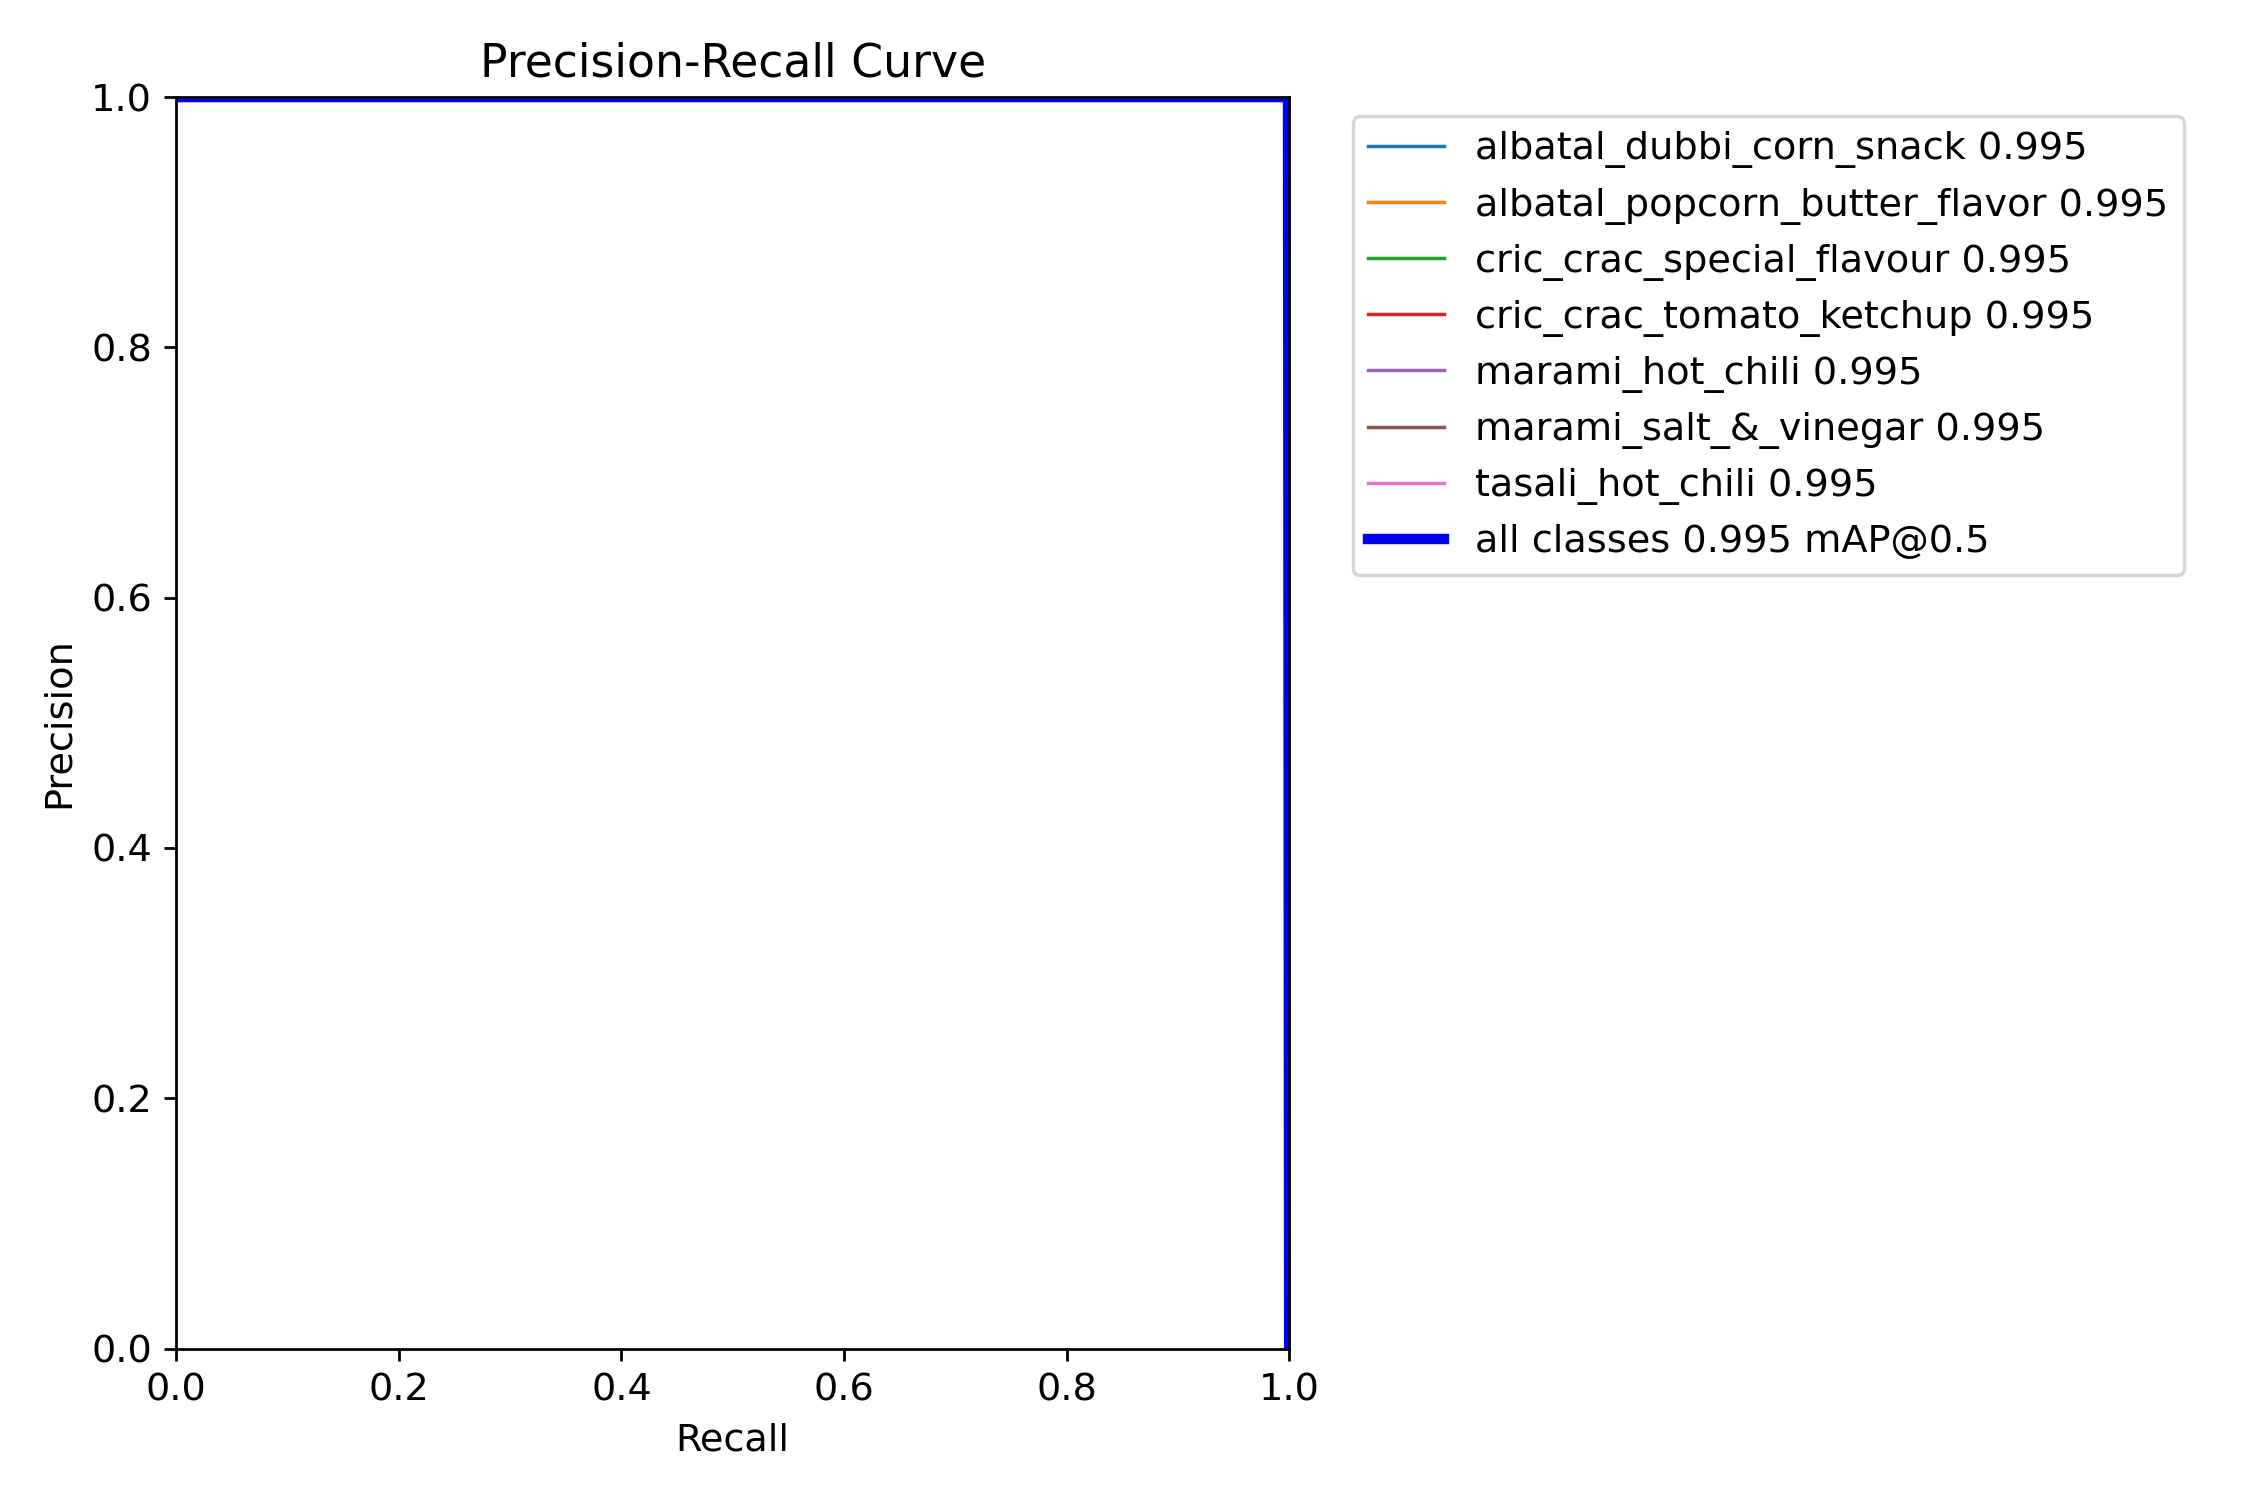 Precision-Recall Curve
1.0
0.8
0.6
0.4
0.2
0.0
Precision
0.0 0.2 0.4 0.6 0.8 1.0
Recall
albatal_dubbi_corn_snack 0.995
albatal_popcorn_butter_flavor 0.995
cric_crac_special_flavour 0.995
cric_crac_tomato_ketchup 0.995
marami_hot_chili 0.995
marami_salt_&_vinegar 0.995
tasali_hot_chili 0.995
all classes 0.995 mAP@0.5